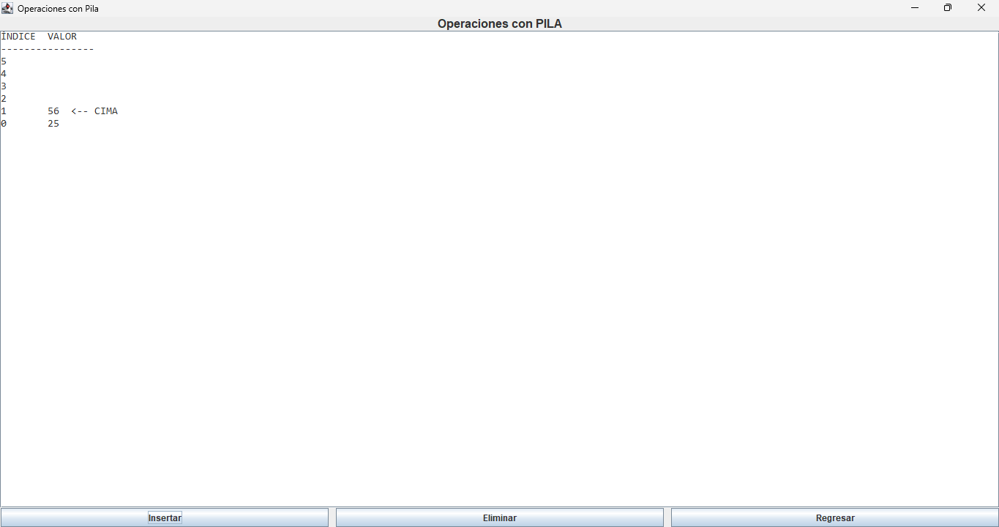 Operaciones con Pila
Operaciones con PILA
ÍNDICE  VALOR
----------------
5
4
3
2
1       56  <-- CIMA
0       25
Insertar
Eliminar
Regresar